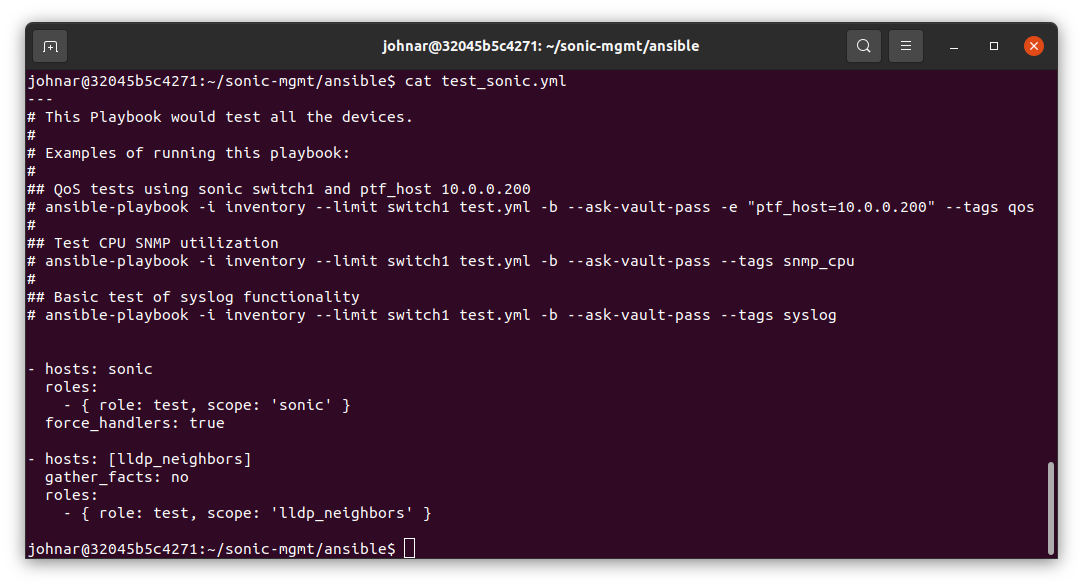 johnar@32045b5c4271: ~/sonic-mgmt/ansible
johnar@32045b5c4271:~/sonic-mgmt/ansible$ cat test_sonic.yml
---
# This Playbook would test all the devices.
#
# Examples of running this playbook:
#
## QoS tests using sonic switch1 and ptf_host 10.0.0.200
# ansible-playbook -i inventory --limit switch1 test.yml -b --ask-vault-pass -e "ptf_host=10.0.0.200" --tags qos
#
## Test CPU SNMP utilization
# ansible-playbook -i inventory --limit switch1 test.yml -b --ask-vault-pass --tags snmp_cpu
#
## Basic test of syslog functionality
# ansible-playbook -i inventory --limit switch1 test.yml -b --ask-vault-pass --tags syslog


- hosts: sonic
  roles:
    - { role: test, scope: 'sonic' }
  force_handlers: true

- hosts: [lldp_neighbors]
  gather_facts: no
  roles:
    - { role: test, scope: 'lldp_neighbors' }

johnar@32045b5c4271:~/sonic-mgmt/ansible$